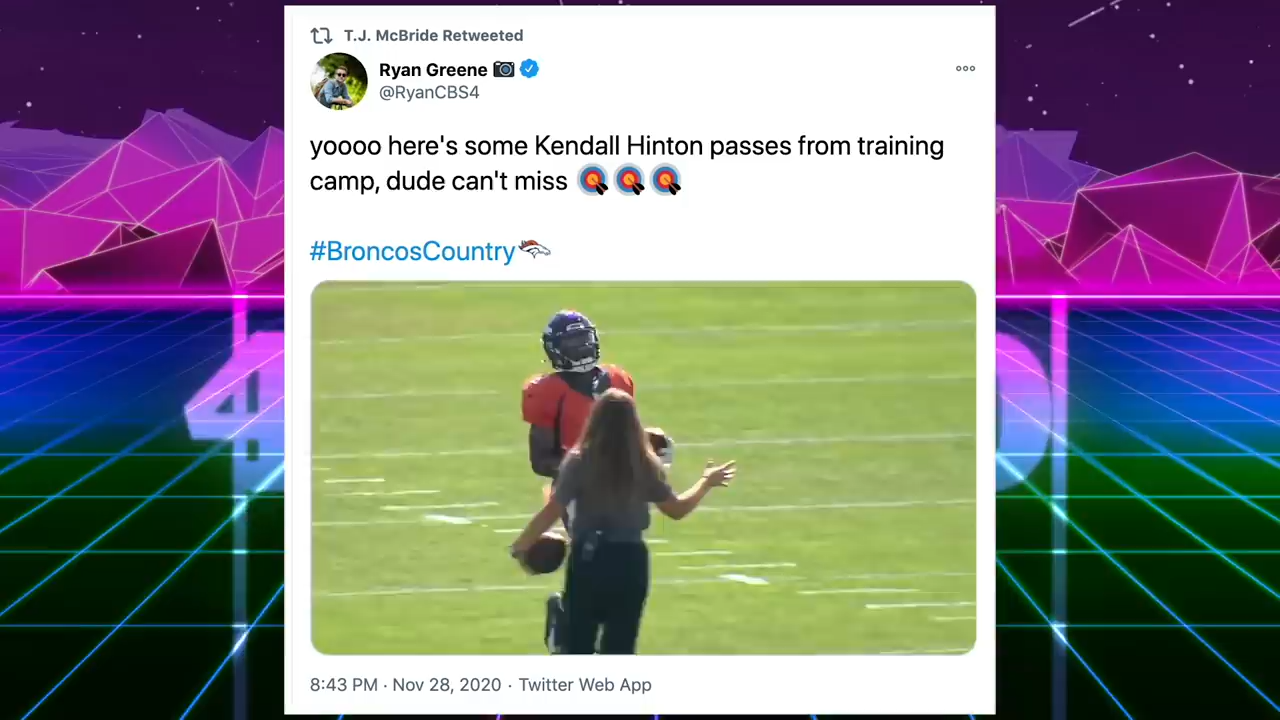 T.J. McBride Retweeted
Ryan Greene
@RyanCBS4
yoooo here's some Kendall Hinton passes from training
camp, dude can't miss
#BroncosCountry
8:43 PM · Nov 28, 2020 · Twitter Web App